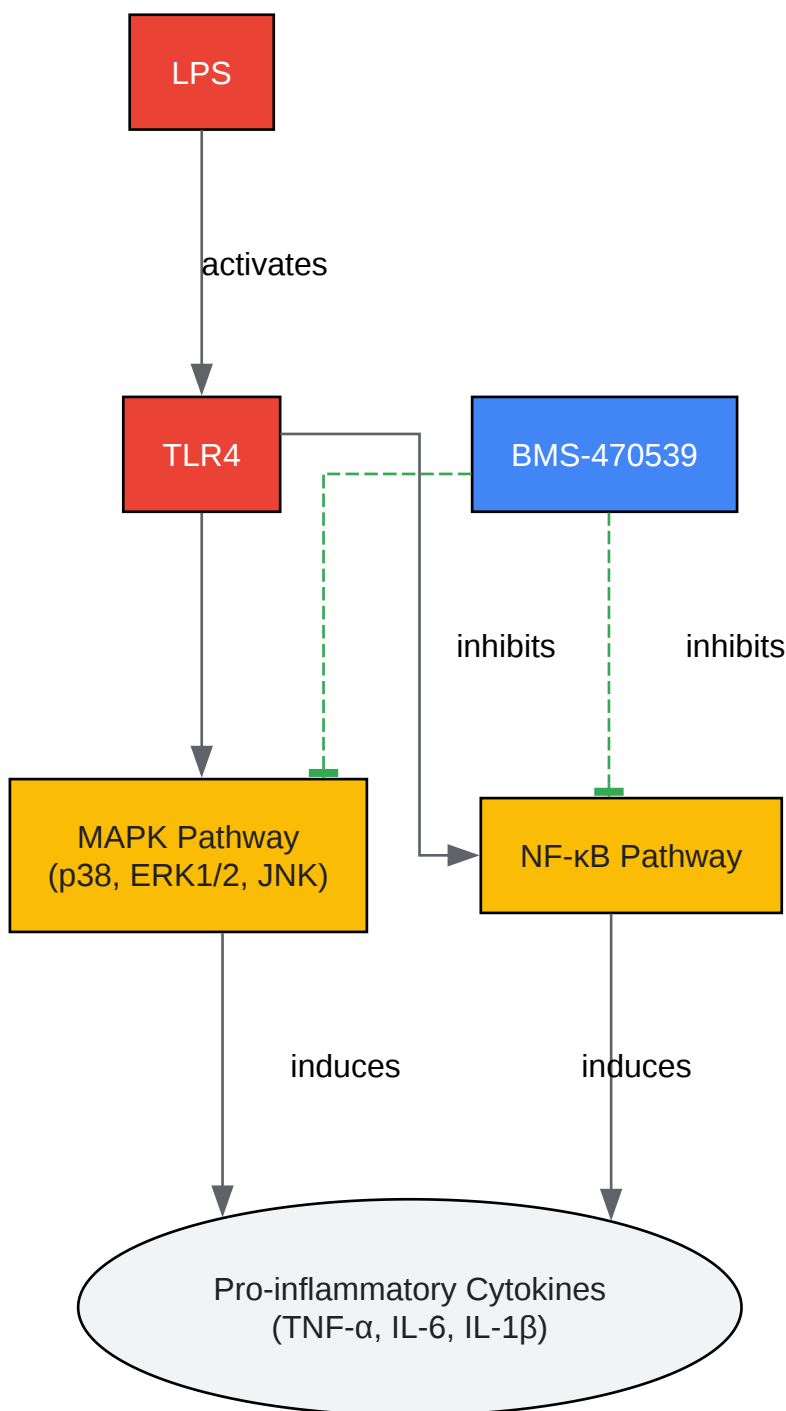 LPS
activates
TLR4
BMS-470539
inhibits
inhibits
MAPK Pathway
(p38, ERK1/2, JNK)
NF-κB Pathway
induces
induces
Pro-inflammatory Cytokines
(TNF-α, IL-6, IL-1β)